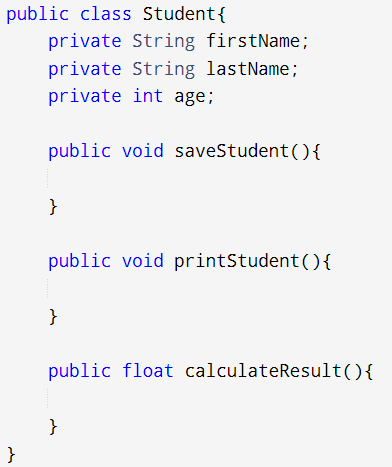 public class Student{
    private String firstName;
    private String lastName;
    private int age;

    public void saveStudent(){

    }

    public void printStudent(){

    }

    public float calculateResult(){

    }
}